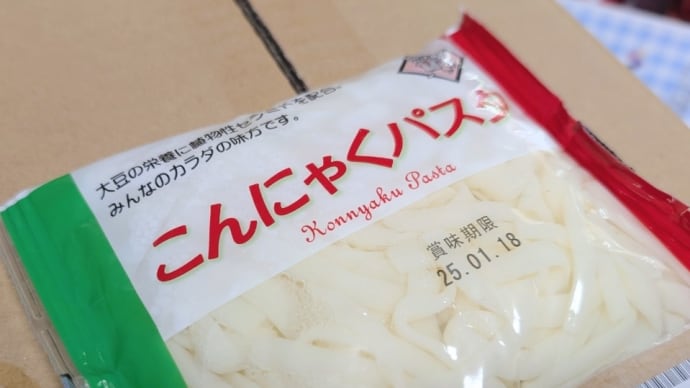 大豆の栄養に植物性セラミドを配合。
みんなのカラダの味方です。
こんにゃくパスタ
Konnyaku Pasta
賞味期限
25.01.18